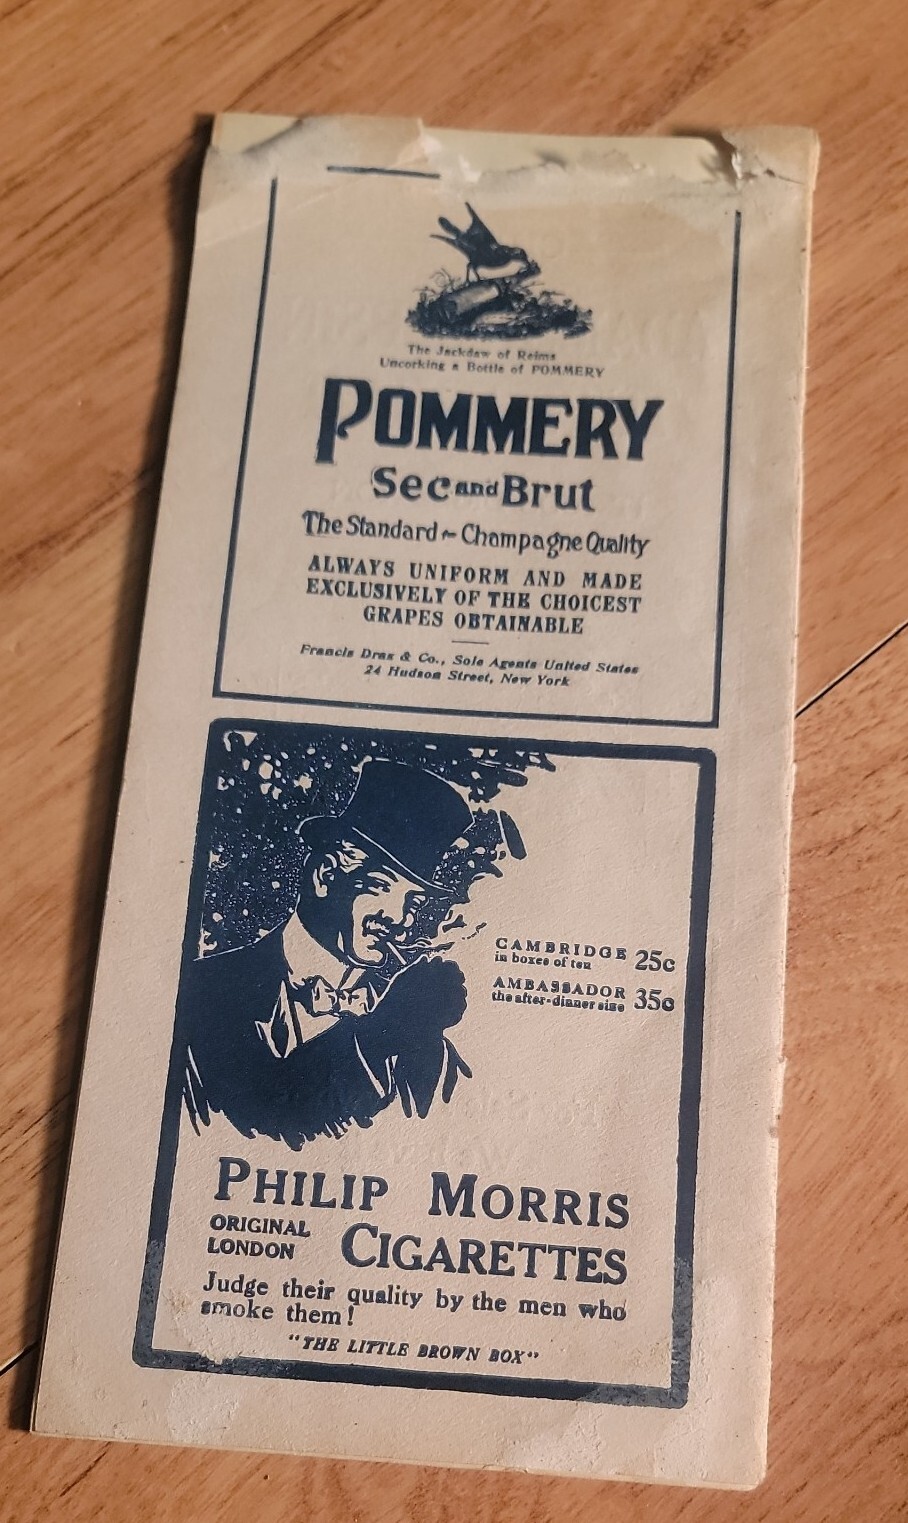 The Jackdaw of Reims
Uncorking a Bottle of POMMERY
POMMERY
Sec and Brut
The Standard ~ Champagne Quality
ALWAYS UNIFORM AND MADE
EXCLUSIVELY OF THE CHOICEST
GRAPES OBTAINABLE
Francis Draz & Co., Sole Agents United States
24 Hudson Street, New York
CAMBRIDGE 25c
in boxes of ten
AMBASSADOR 35c
the after-dinner size
PHILIP MORRIS
ORIGINAL LONDON CIGARETTES
Judge their quality by the men who
smoke them!
"THE LITTLE BROWN BOX"